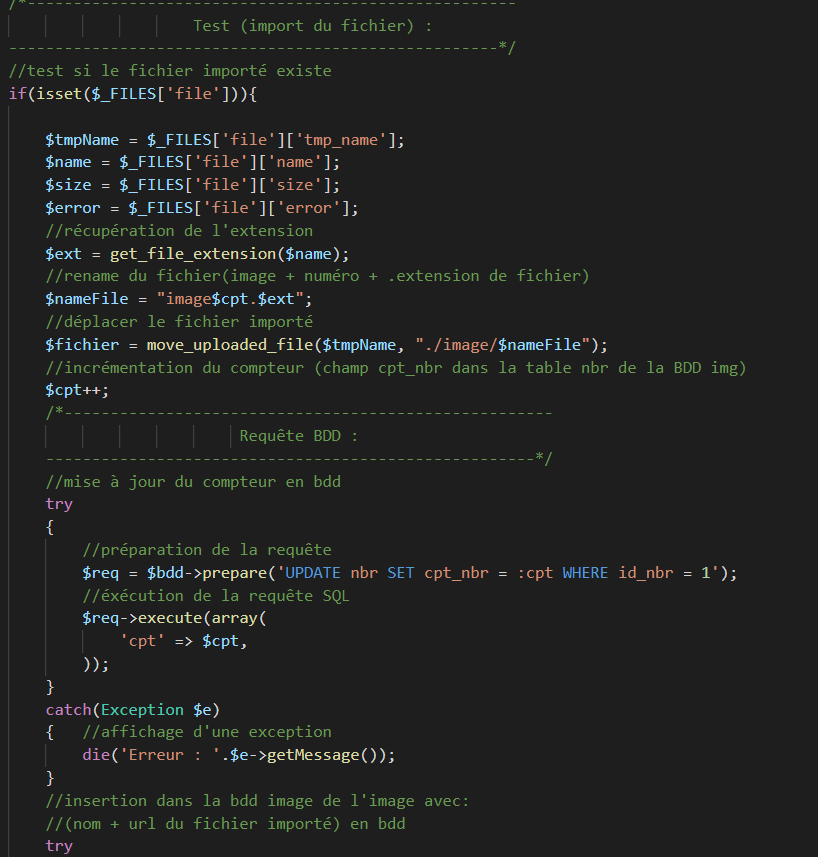 /*-----------------------------------------------------
Test (import du fichier) :
-----------------------------------------------------*/
//test si le fichier importé existe
if(isset($_FILES['file'])){
$tmpName = $_FILES['file']['tmp_name'];
$name = $_FILES['file']['name'];
$size = $_FILES['file']['size'];
$error = $_FILES['file']['error'];
//récupération de l'extension
$ext = get_file_extension($name);
//rename du fichier(image + numéro + .extension de fichier)
$nameFile = "image$cpt.$ext";
//déplacer le fichier importé
$fichier = move_uploaded_file($tmpName, "./image/$nameFile");
//incrémentation du compteur (champ cpt_nbr dans la table nbr de la BDD img)
$cpt++;
/*-----------------------------------------------------
Requête BDD :
-----------------------------------------------------*/
//mise à jour du compteur en bdd
try
{
//préparation de la requête
$req = $bdd->prepare('UPDATE nbr SET cpt_nbr = :cpt WHERE id_nbr = 1');
//éxécution de la requête SQL
$req->execute(array(
'cpt' => $cpt,
));
}
catch(Exception $e)
{ //affichage d'une exception
die('Erreur : '.$e->getMessage());
}
//insertion dans la bdd image de l'image avec:
//(nom + url du fichier importé) en bdd
try